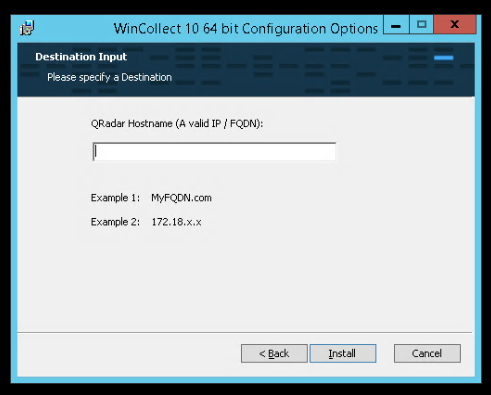 WinCollect 10 64 bit Configuration Options
Destination Input
Please specify a Destination
QRadar Hostname (A valid IP / FQDN):
Example 1: MyFQDN.com
Example 2: 172.18.x.x
< Back Install Cancel